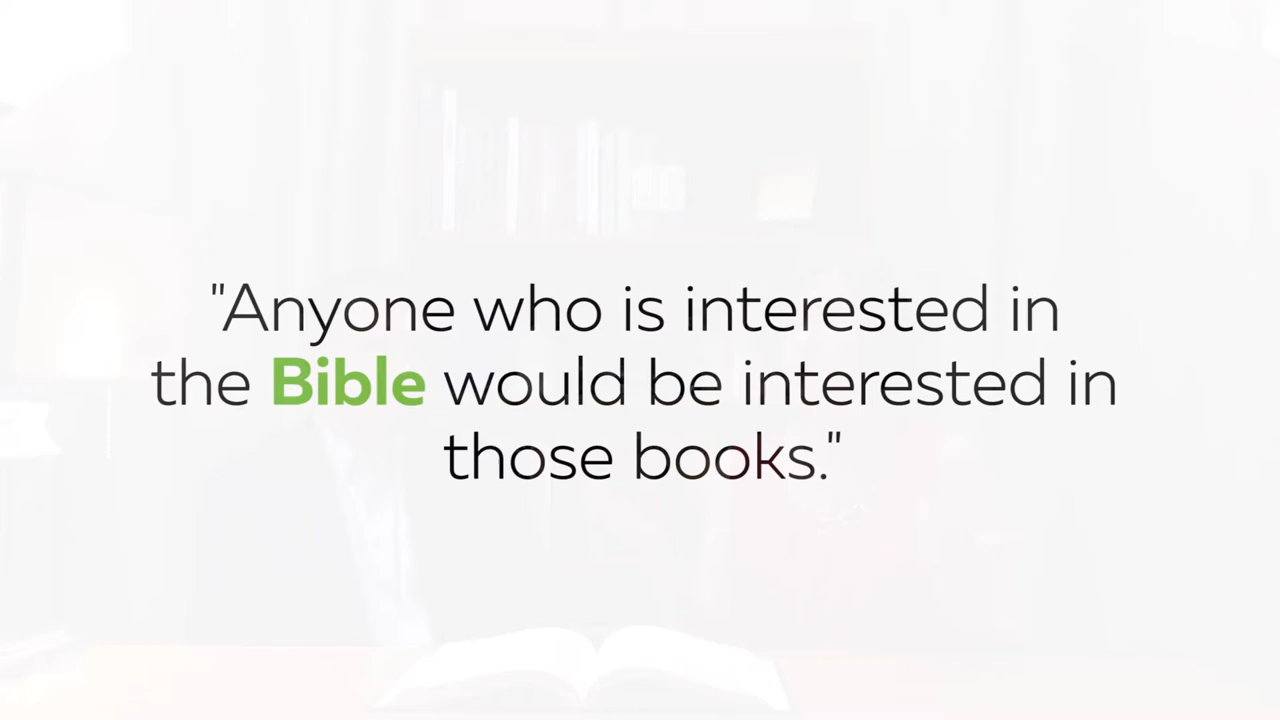 "Anyone who is interested in
the Bible would be interested in
those books."